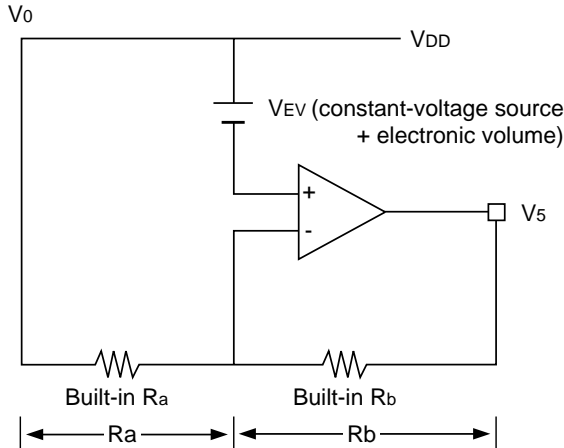 V0
VDD
VEV (constant-voltage source
+ electronic volume)
+
-
V5
Built-in Ra
Built-in Rb
Ra
Rb